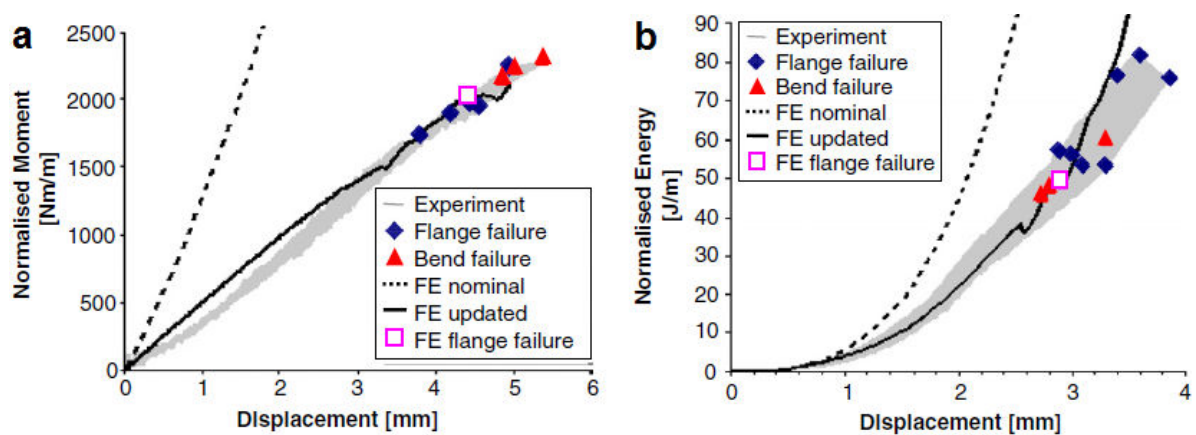 a
Normalised Moment
[Nm/m]
2500
2000
1500
1000
500
0
0 1 2 3 4 5 6
Displacement [mm]
Experiment
Flange failure
Bend failure
FE nominal
FE updated
FE flange failure
b
Normalised Energy
[J/m]
90
80
70
60
50
40
30
20
10
0
0 1 2 3 4
Displacement [mm]
Experiment
Flange failure
Bend failure
FE nominal
FE updated
FE flange failure